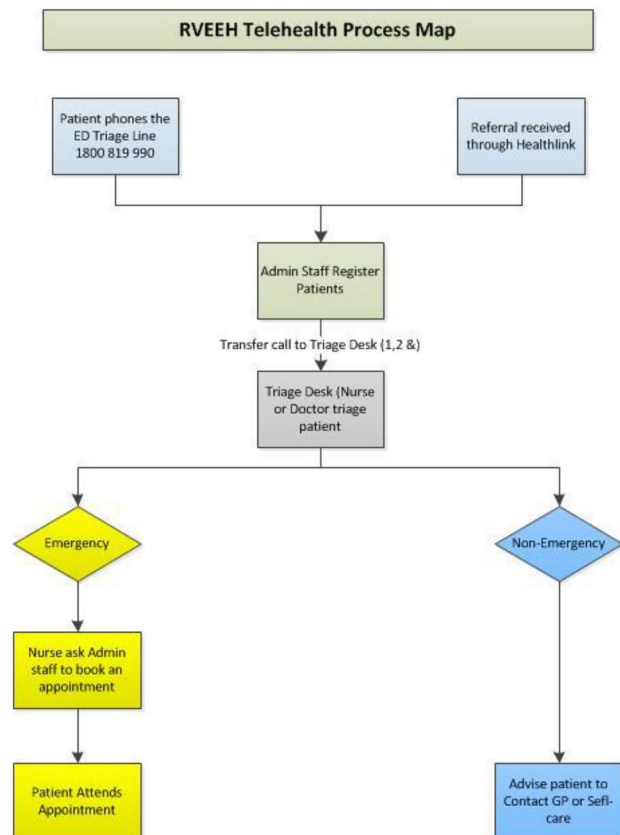 RVEEH Telehealth Process Map
Patient phones the
ED Triage Line
1800 819 990
Referral received
through Healthlink
Admin Staff Register
Patients
Transfer call to Triage Desk (1,2 &)
Triage Desk (Nurse
or Doctor triage
patient
Emergency
Non-Emergency
Nurse ask Admin
staff to book an
appointment
Patient Attends
Appointment
Advise patient to
Contact GP or Sefl-
care